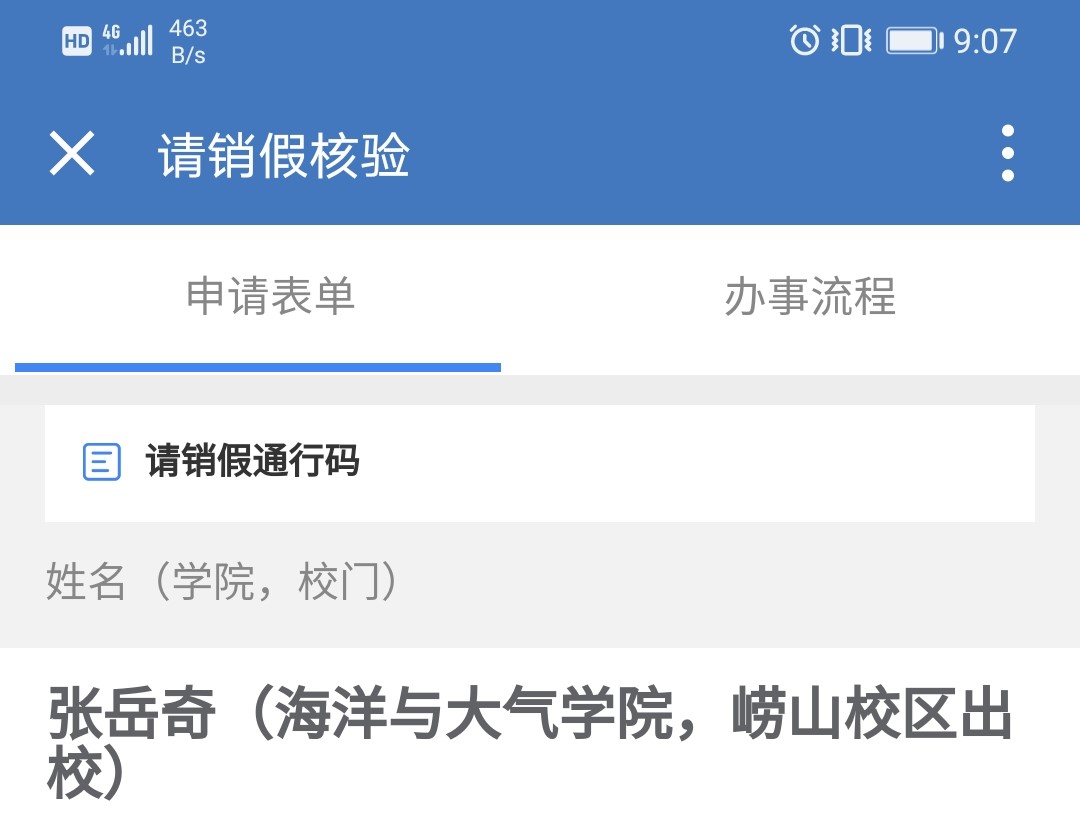 HD 4G 463 B/s 9:07
请销假核验
申请表单 办事流程
请销假通行码
姓名（学院，校门）
张岳奇（海洋与大气学院，崂山校区出
校）